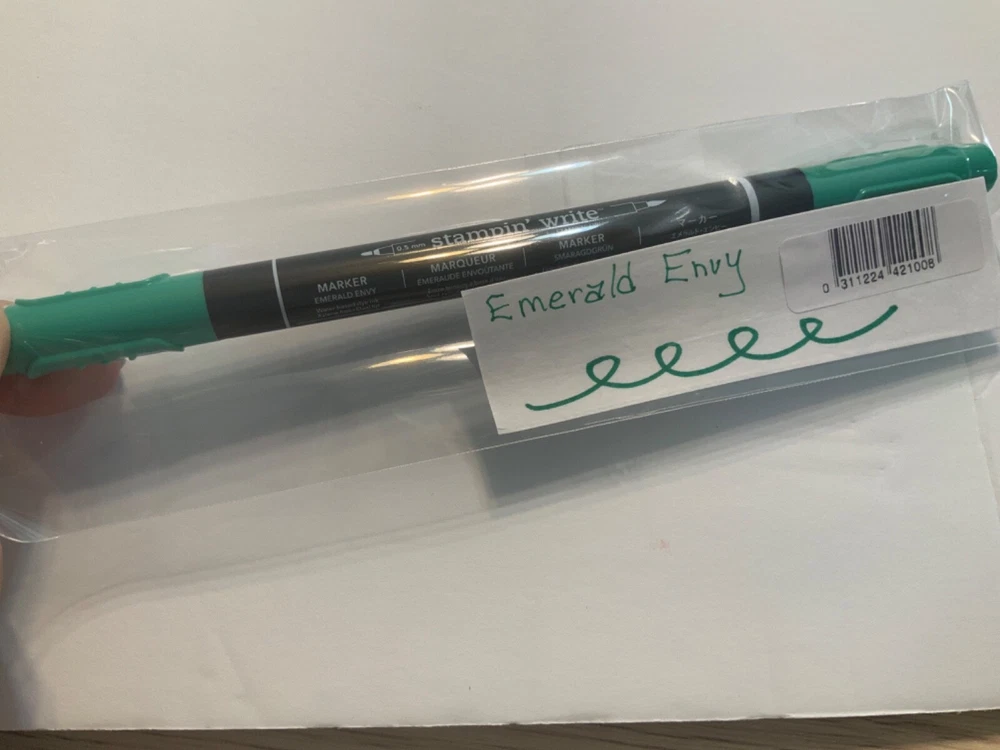 0.5 mm stampin' write
MARKER
EMERALD ENVY
MARQUEUR
ÉMERAUDE ENVOÛTANTE
MARKER
SMARAGDGRÜN
マーカー
Emerald Envy
0 311224 421008